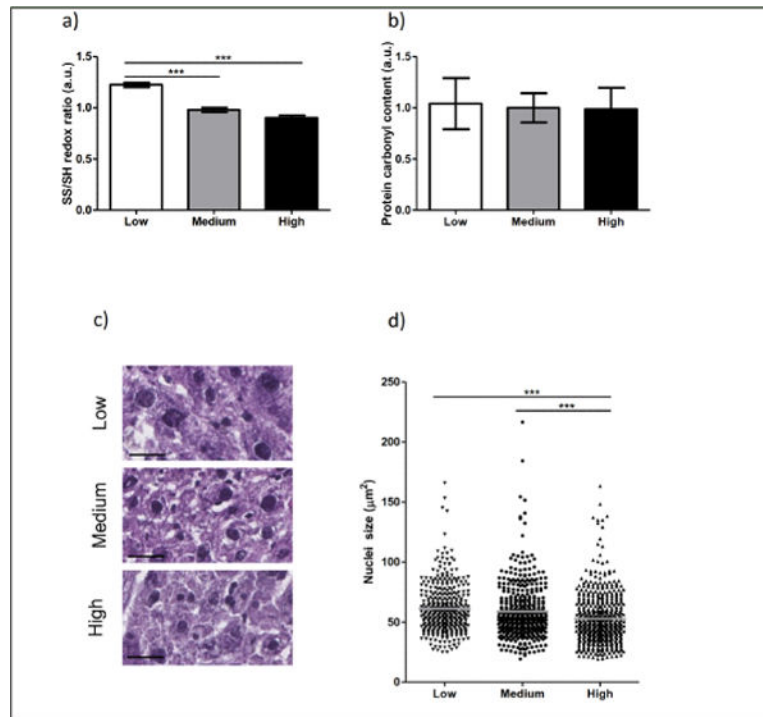 a)
SS/SH redox ratio (a.u.)
1.5
1.0
0.5
0.0
***
***
Low
Medium
High
b)
Protein carbonyl content (a.u.)
1.5
1.0
0.5
0.0
Low
Medium
High
c)
Low
Medium
High
d)
Nuclei size (μm²)
250
200
150
100
50
0
***
***
Low
Medium
High